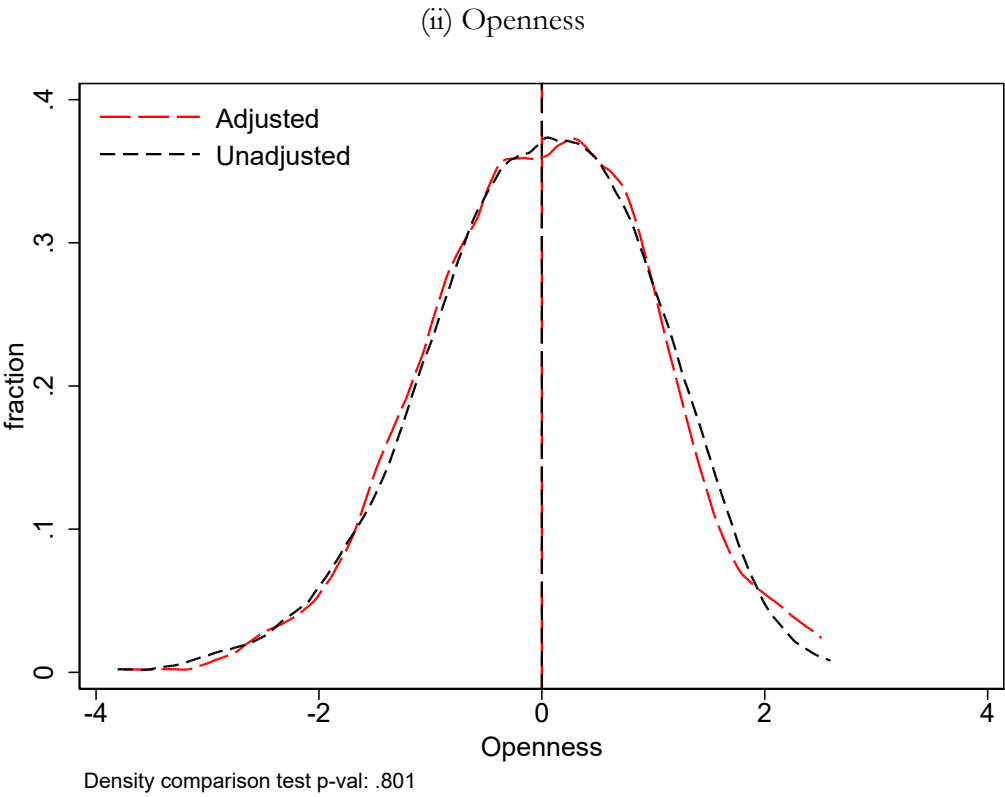 (ii) Openness
Adjusted
Unadjusted
.4
.3
.2
.1
0
fraction
-4
-2
0
2
4
Openness
Density comparison test p-val: .801